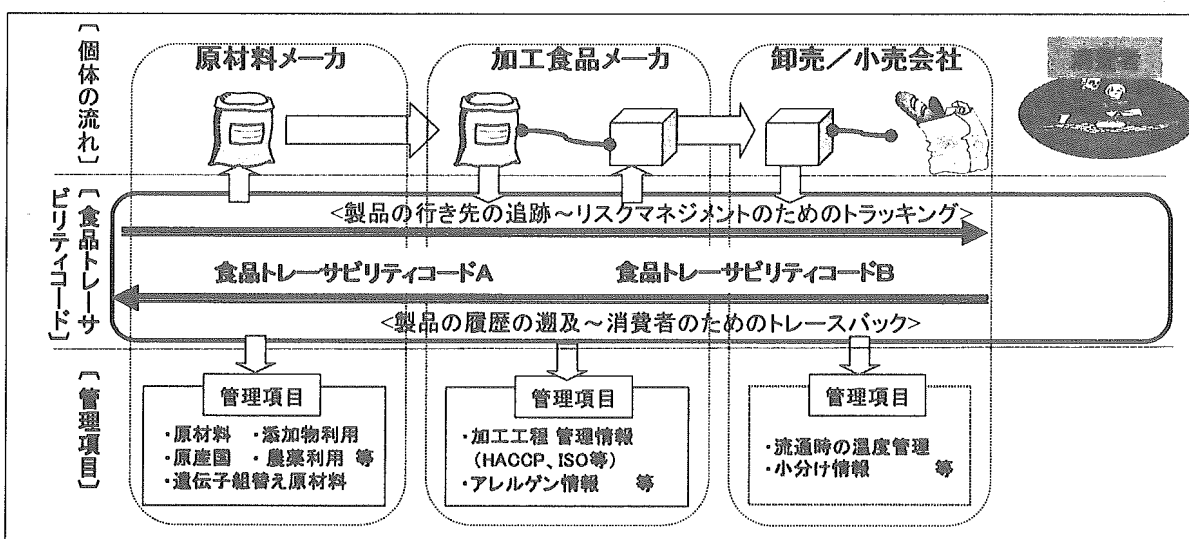 [個体の流れ]
原材料メーカ
加工食品メーカ
卸売/小売会社
[食品トレーサ
ビリティコード]
<製品の行き先の追跡~リスクマネジメントのためのトラッキング>
食品トレーサビリティコードA
食品トレーサビリティコードB
<製品の履歴の遡及~消費者のためのトレースバック>
[管理項目]
管理項目
・原材料 ・添加物利用
・原産国 ・農薬利用 等
・遺伝子組替え原材料
管理項目
・加工工程 管理情報
(HACCP、ISO等)
・アレルゲン情報 等
管理項目
・流通時の温度管理
・小分け情報 等